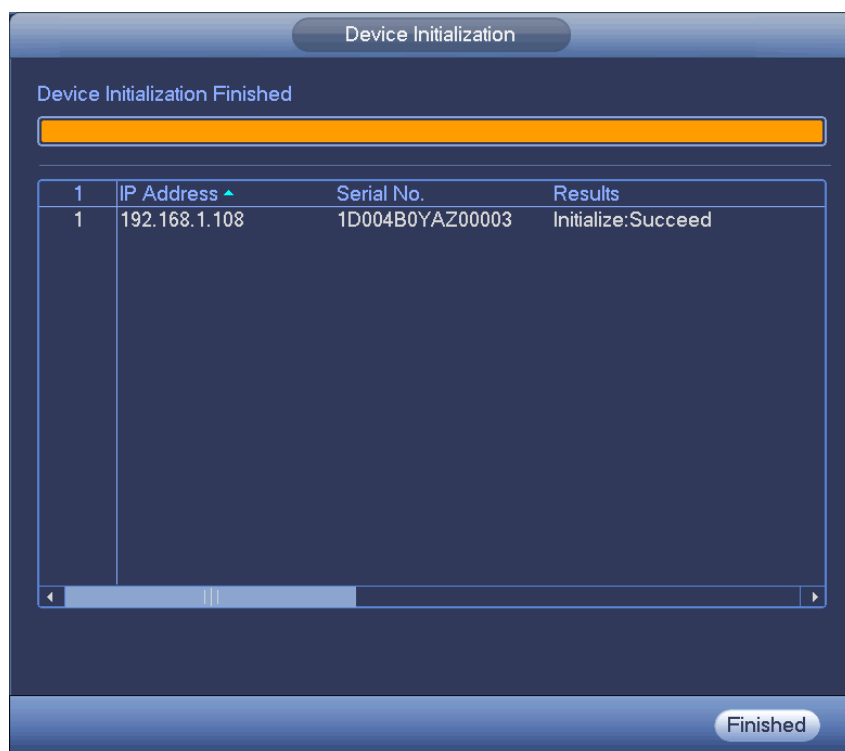 Device Initialization
Device Initialization Finished
1 IP Address Serial No. Results
1 192.168.1.108 1D004B0YAZ00003 Initialize:Succeed
Finished